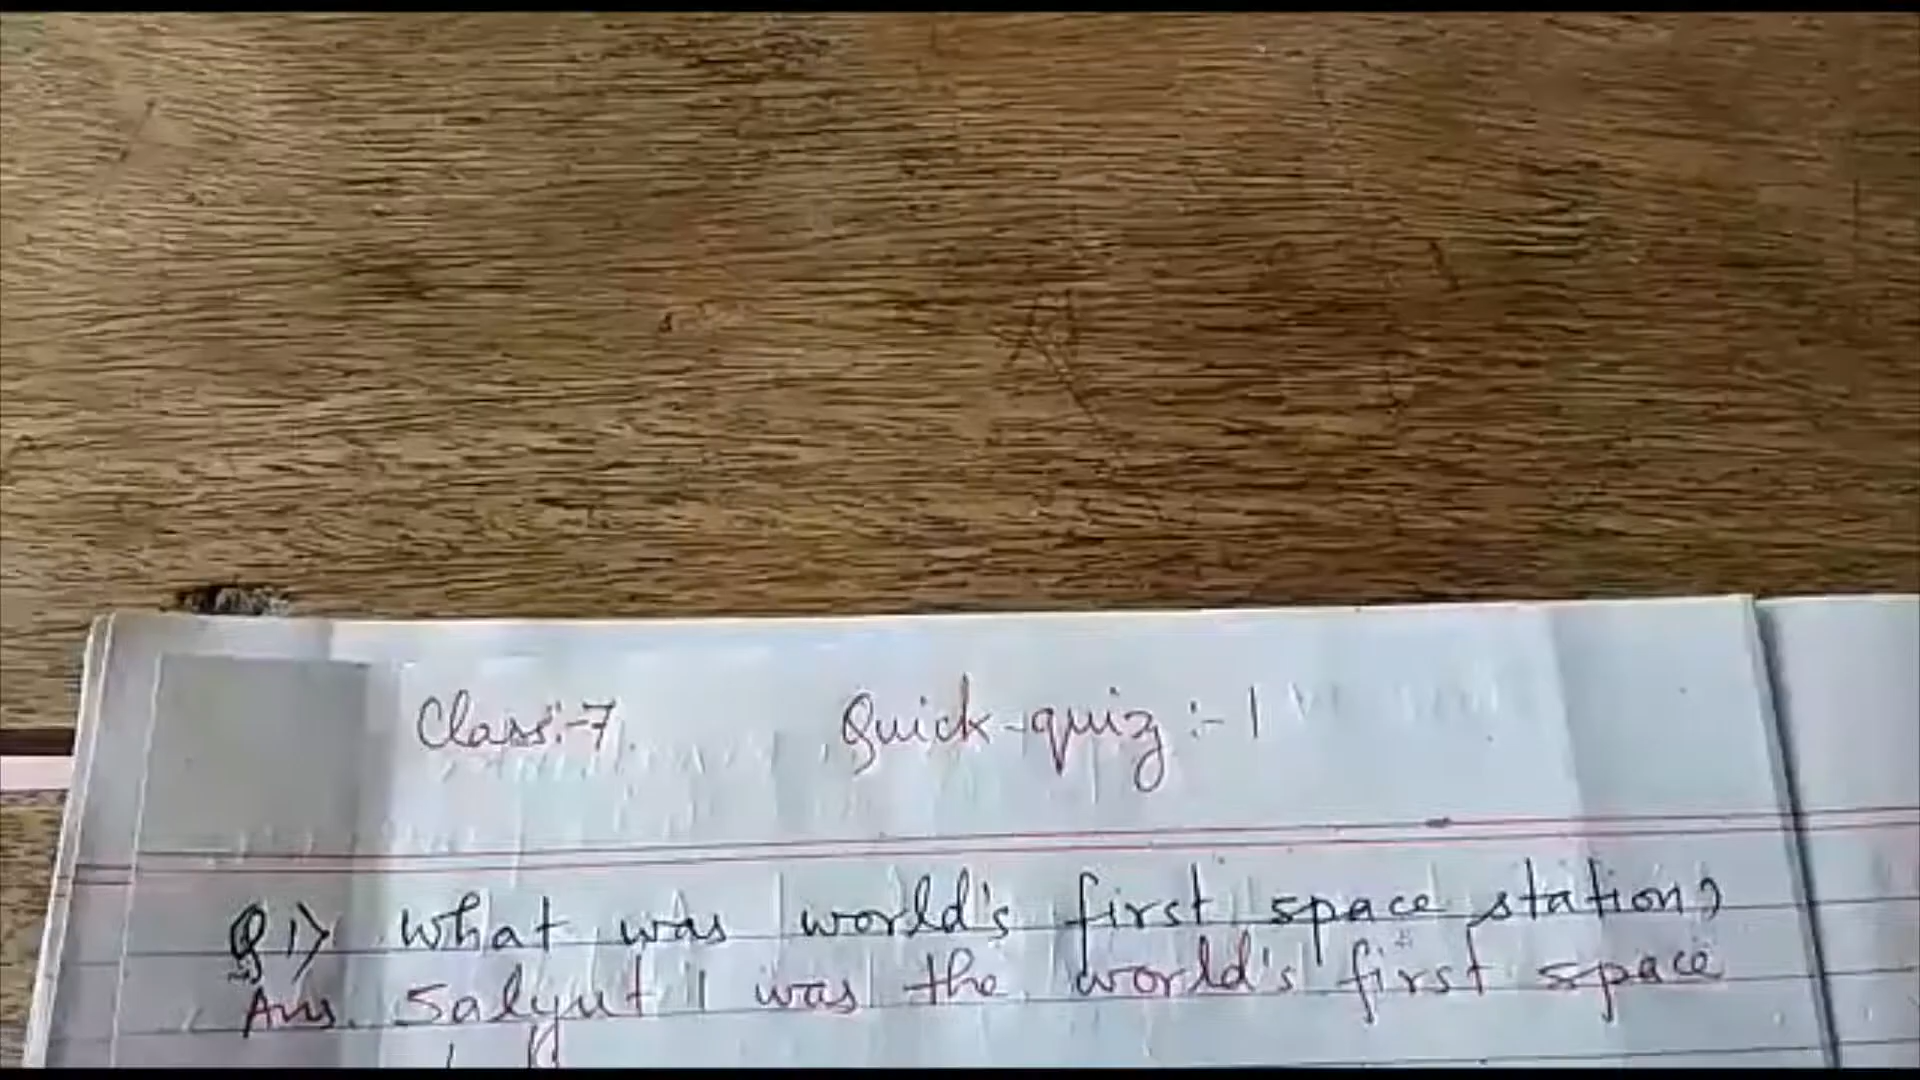 Class:-7 Quick-quiz:-1
Q1) What was world's first space station?
Ans. Salyut 1 was the world's first space